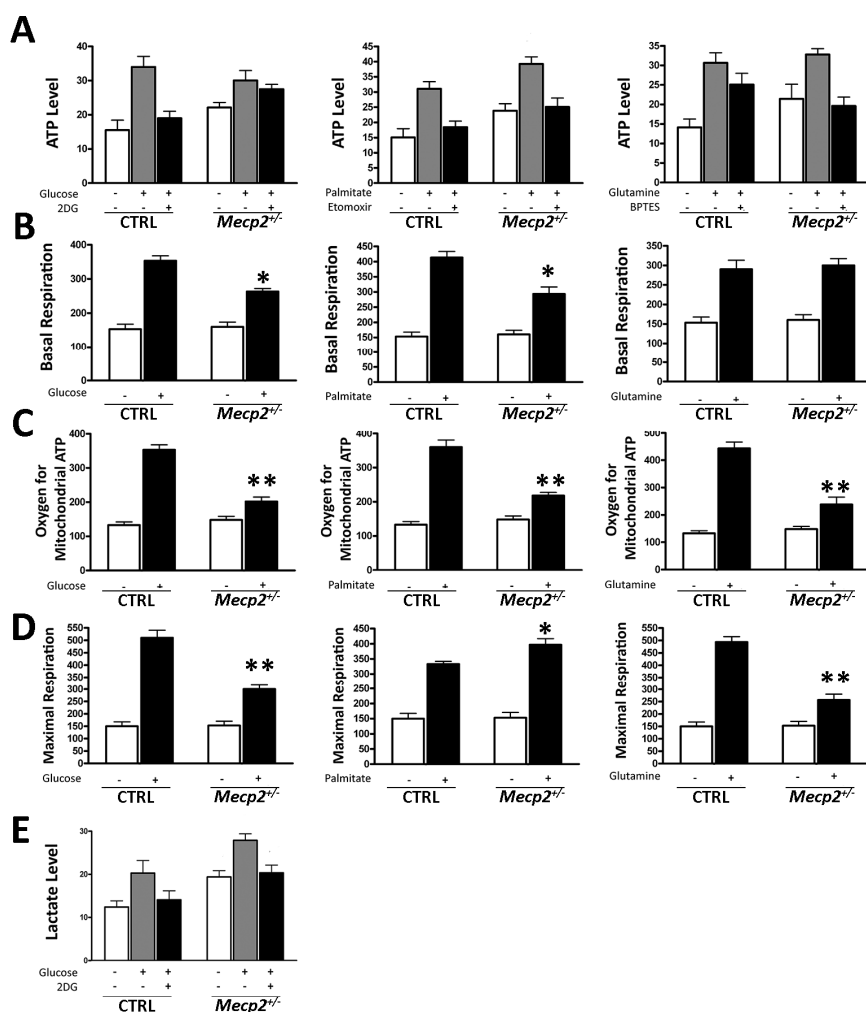 A
ATP Level
40
30
20
10
0
Glucose - + + - + +
2DG - - + - - +
CTRL Mecp2+/-
ATP Level
45
40
35
30
25
20
15
10
5
0
Palmitate - + + - + +
Etomoxir - - + - - +
CTRL Mecp2+/-
ATP Level
35
30
25
20
15
10
5
0
Glutamine - + + - + +
BPTES - - + - - +
CTRL Mecp2+/-
B
Basal Respiration
400
300
200
100
0
*
Glucose - + - +
CTRL Mecp2+/-
Basal Respiration
450
400
350
300
250
200
150
100
50
0
*
Palmitate - + - +
CTRL Mecp2+/-
Basal Respiration
350
300
250
200
150
100
50
0
Glutamine - + - +
CTRL Mecp2+/-
C
Oxygen for
Mitochondrial ATP
400
300
200
100
0
**
Glucose - + - +
CTRL Mecp2+/-
Oxygen for
Mitochondrial ATP
400
300
200
100
0
**
Palmitate - + - +
CTRL Mecp2+/-
Oxygen for
Mitochondrial ATP
500
400
300
200
100
0
**
Glutamine - + - +
CTRL Mecp2+/-
D
Maximal Respiration
550
500
450
400
350
300
250
200
150
100
50
0
**
Glucose - + - +
CTRL Mecp2+/-
Maximal Respiration
450
400
350
300
250
200
150
100
50
0
*
Palmitate - + - +
CTRL Mecp2+/-
Maximal Respiration
550
500
450
400
350
300
250
200
150
100
50
0
**
Glutamine - + - +
CTRL Mecp2+/-
E
Lactate Level
30
20
10
0
Glucose - + + - + +
2DG - - + - - +
CTRL Mecp2+/-